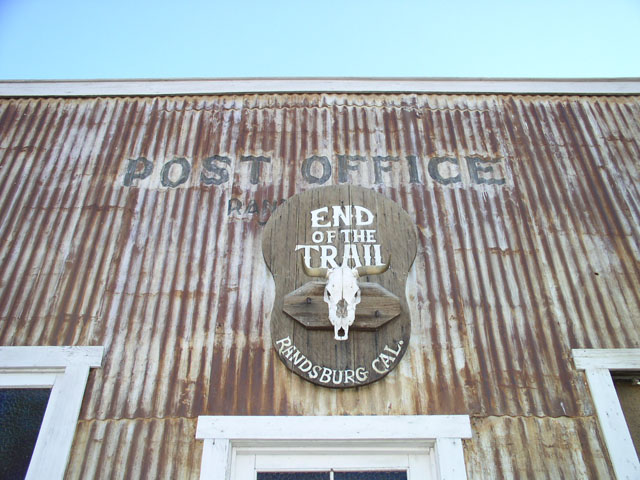 POST OFFICE
END
OF THE
TRAIL
RANDSBURG CAL.